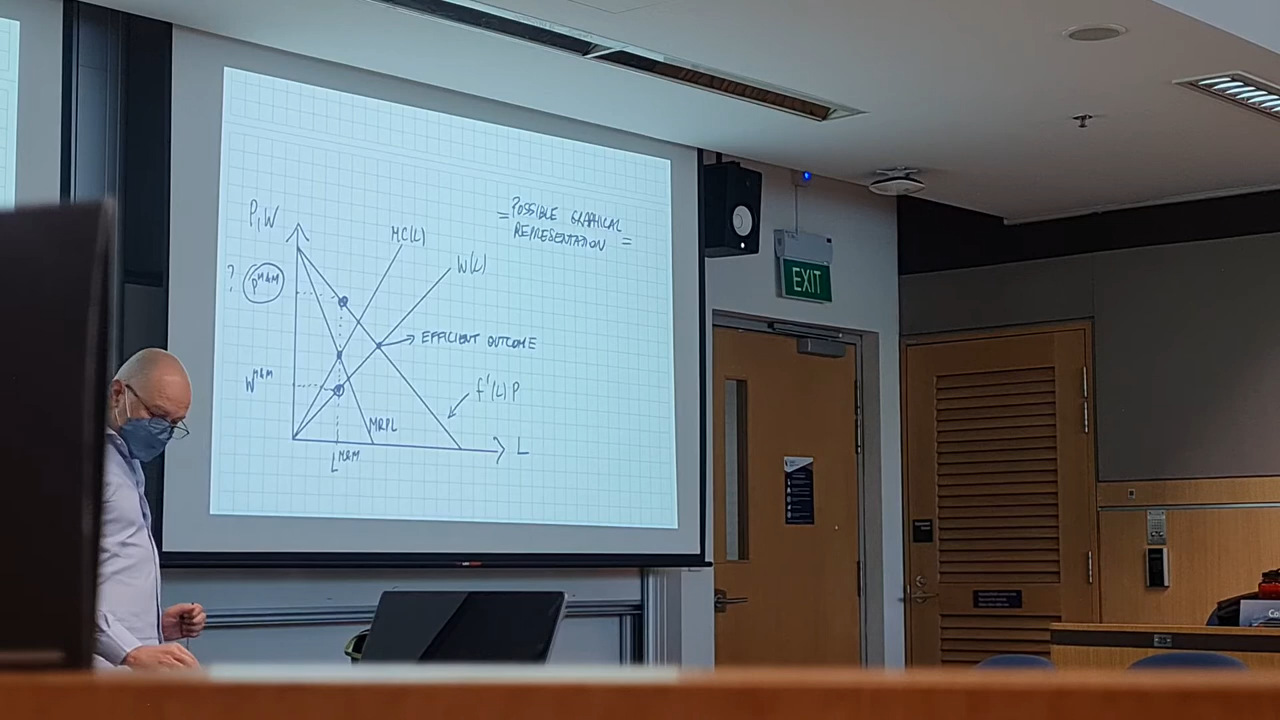 = POSSIBLE GRAPHICAL
REPRESENTATION =
P, W
MC(L)
W(L)
? P^M&M
EFFICIENT OUTCOME
W^M&M
f'(L) P
MRPL
L
L^M&M
EXIT